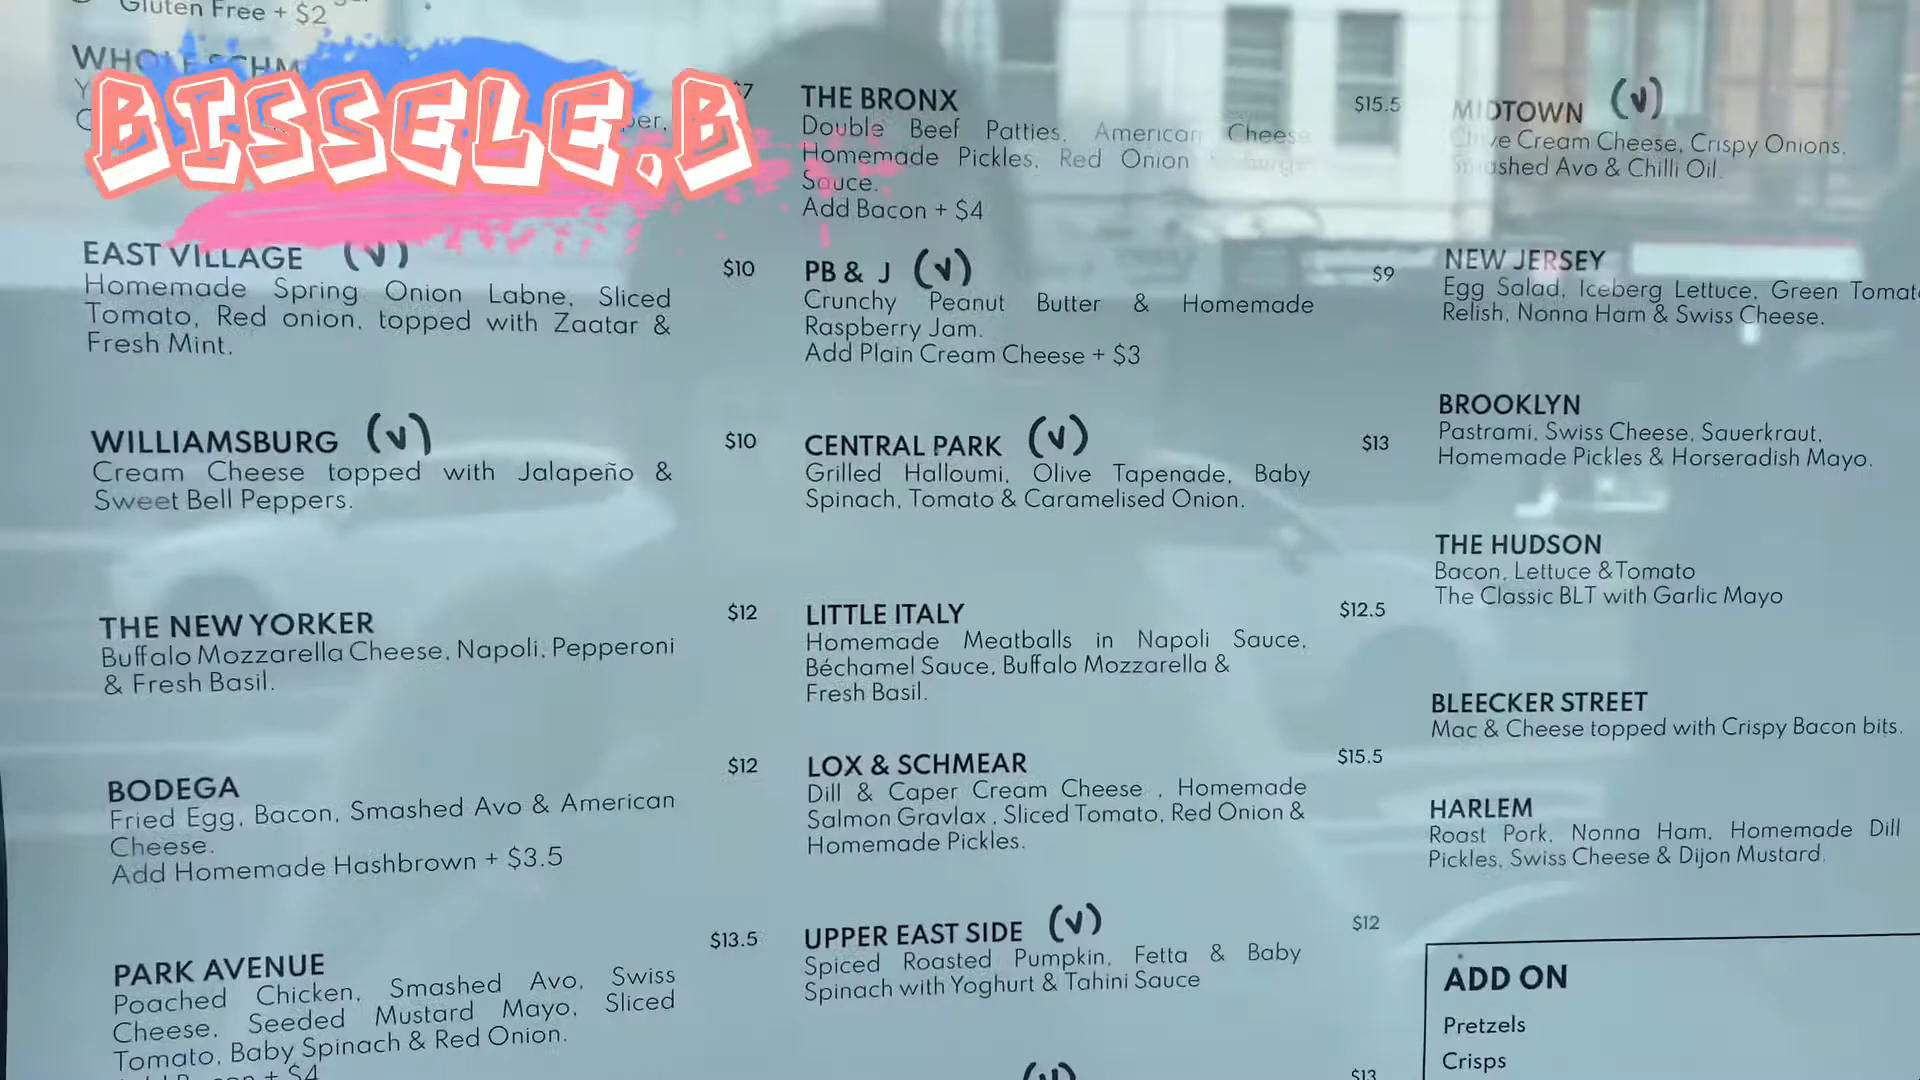 Gluten Free + $2
BISSELE.B
$7
EAST VILLAGE (V)
$10
Homemade Spring Onion Labne, Sliced
Tomato, Red onion, topped with Zaatar &
Fresh Mint.
WILLIAMSBURG (V)
$10
Cream Cheese topped with Jalapeño &
Sweet Bell Peppers.
THE NEW YORKER
$12
Buffalo Mozzarella Cheese, Napoli, Pepperoni
& Fresh Basil.
BODEGA
$12
Fried Egg, Bacon, Smashed Avo & American
Cheese.
Add Homemade Hashbrown + $3.5
PARK AVENUE
$13.5
Poached Chicken, Smashed Avo, Swiss
Cheese, Seeded Mustard Mayo, Sliced
Tomato, Baby Spinach & Red Onion.
+ $4
THE BRONX
$15.5
Double Beef Patties, American Cheese
Homemade Pickles, Red Onion
Sauce.
Add Bacon + $4
PB & J (V)
$9
Crunchy Peanut Butter & Homemade
Raspberry Jam.
Add Plain Cream Cheese + $3
CENTRAL PARK (V)
$13
Grilled Halloumi, Olive Tapenade, Baby
Spinach, Tomato & Caramelised Onion.
LITTLE ITALY
$12.5
Homemade Meatballs in Napoli Sauce,
Béchamel Sauce, Buffalo Mozzarella &
Fresh Basil.
LOX & SCHMEAR
$15.5
Dill & Caper Cream Cheese , Homemade
Salmon Gravlax , Sliced Tomato, Red Onion &
Homemade Pickles.
UPPER EAST SIDE (V)
$12
Spiced Roasted Pumpkin, Fetta & Baby
Spinach with Yoghurt & Tahini Sauce
(V)
$13
MIDTOWN (V)
Cream Cheese, Crispy Onions,
Smashed Avo & Chilli Oil.
NEW JERSEY
Egg Salad, Iceberg Lettuce, Green
Relish, Nonna Ham & Swiss Cheese.
BROOKLYN
Pastrami, Swiss Cheese, Sauerkraut,
Homemade Pickles & Horseradish Mayo.
THE HUDSON
Bacon, Lettuce & Tomato
The Classic BLT with Garlic Mayo
BLEECKER STREET
Mac & Cheese topped with Crispy Bacon bits.
HARLEM
Roast Pork, Nonna Ham, Homemade Dill
Pickles, Swiss Cheese & Dijon Mustard.
ADD ON
Pretzels
Crisps